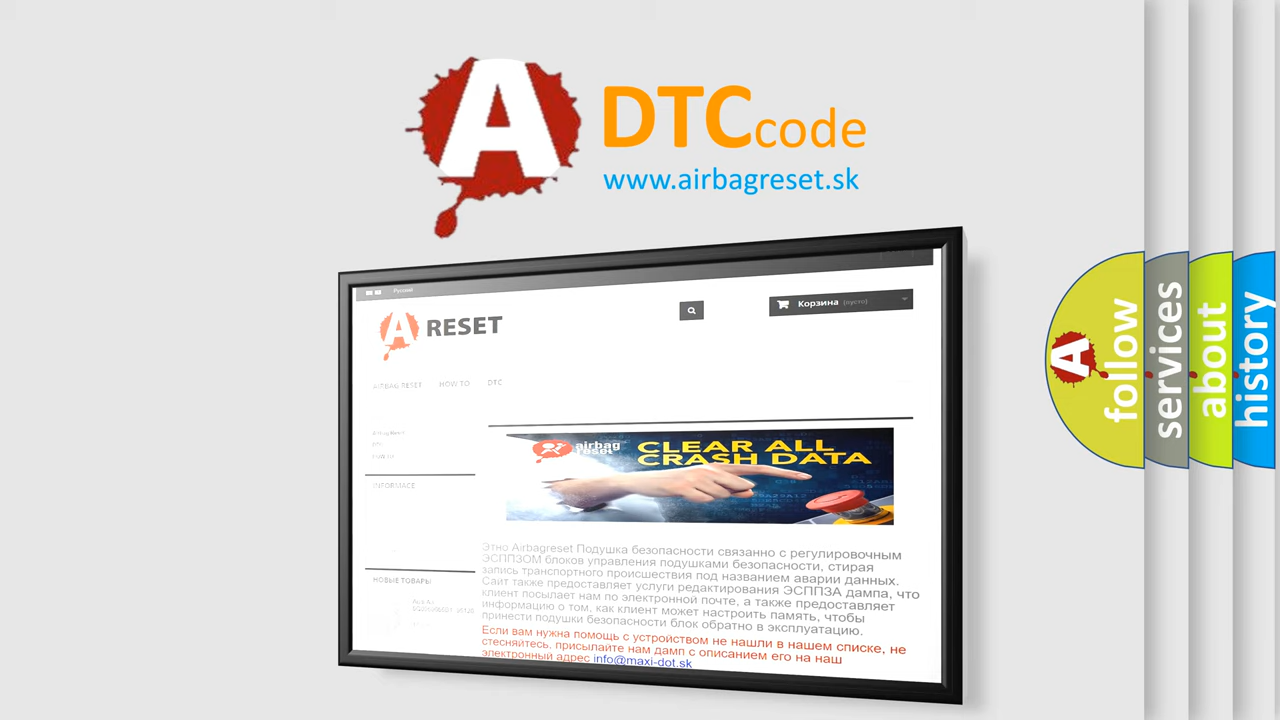 A
DTCcode
www.airbagreset.sk
Русский
A RESET
Корзина (пусто)
AIRBAG RESET HOW TO DTC
Airbag Reset
INFORMACE
airbag
reset
CLEAR ALL
CRASH DATA
Этно Airbagreset Подушка безопасности связанно с регулировочным
ЭСППЗОМ блоков управления подушками безопасности, стирая
запись транспортного происшествия под названием аварии данных.
Сайт также предоставляет услуги редактирования ЭСППЗА дампа, что
клиент посылает нам по электронной почте, а также предоставляет
информацию о том, как клиент может настроить память, чтобы
принести подушки безопасности блок обратно в эксплуатацию.
Если вам нужна помощь с устройством не нашли в нашем списке, не
стесняйтесь, присылайте нам дамп с описанием его на наш
электронный адрес info@maxi-dot.sk
НОВЫЕ ТОВАРЫ
A
follow
services
about
history